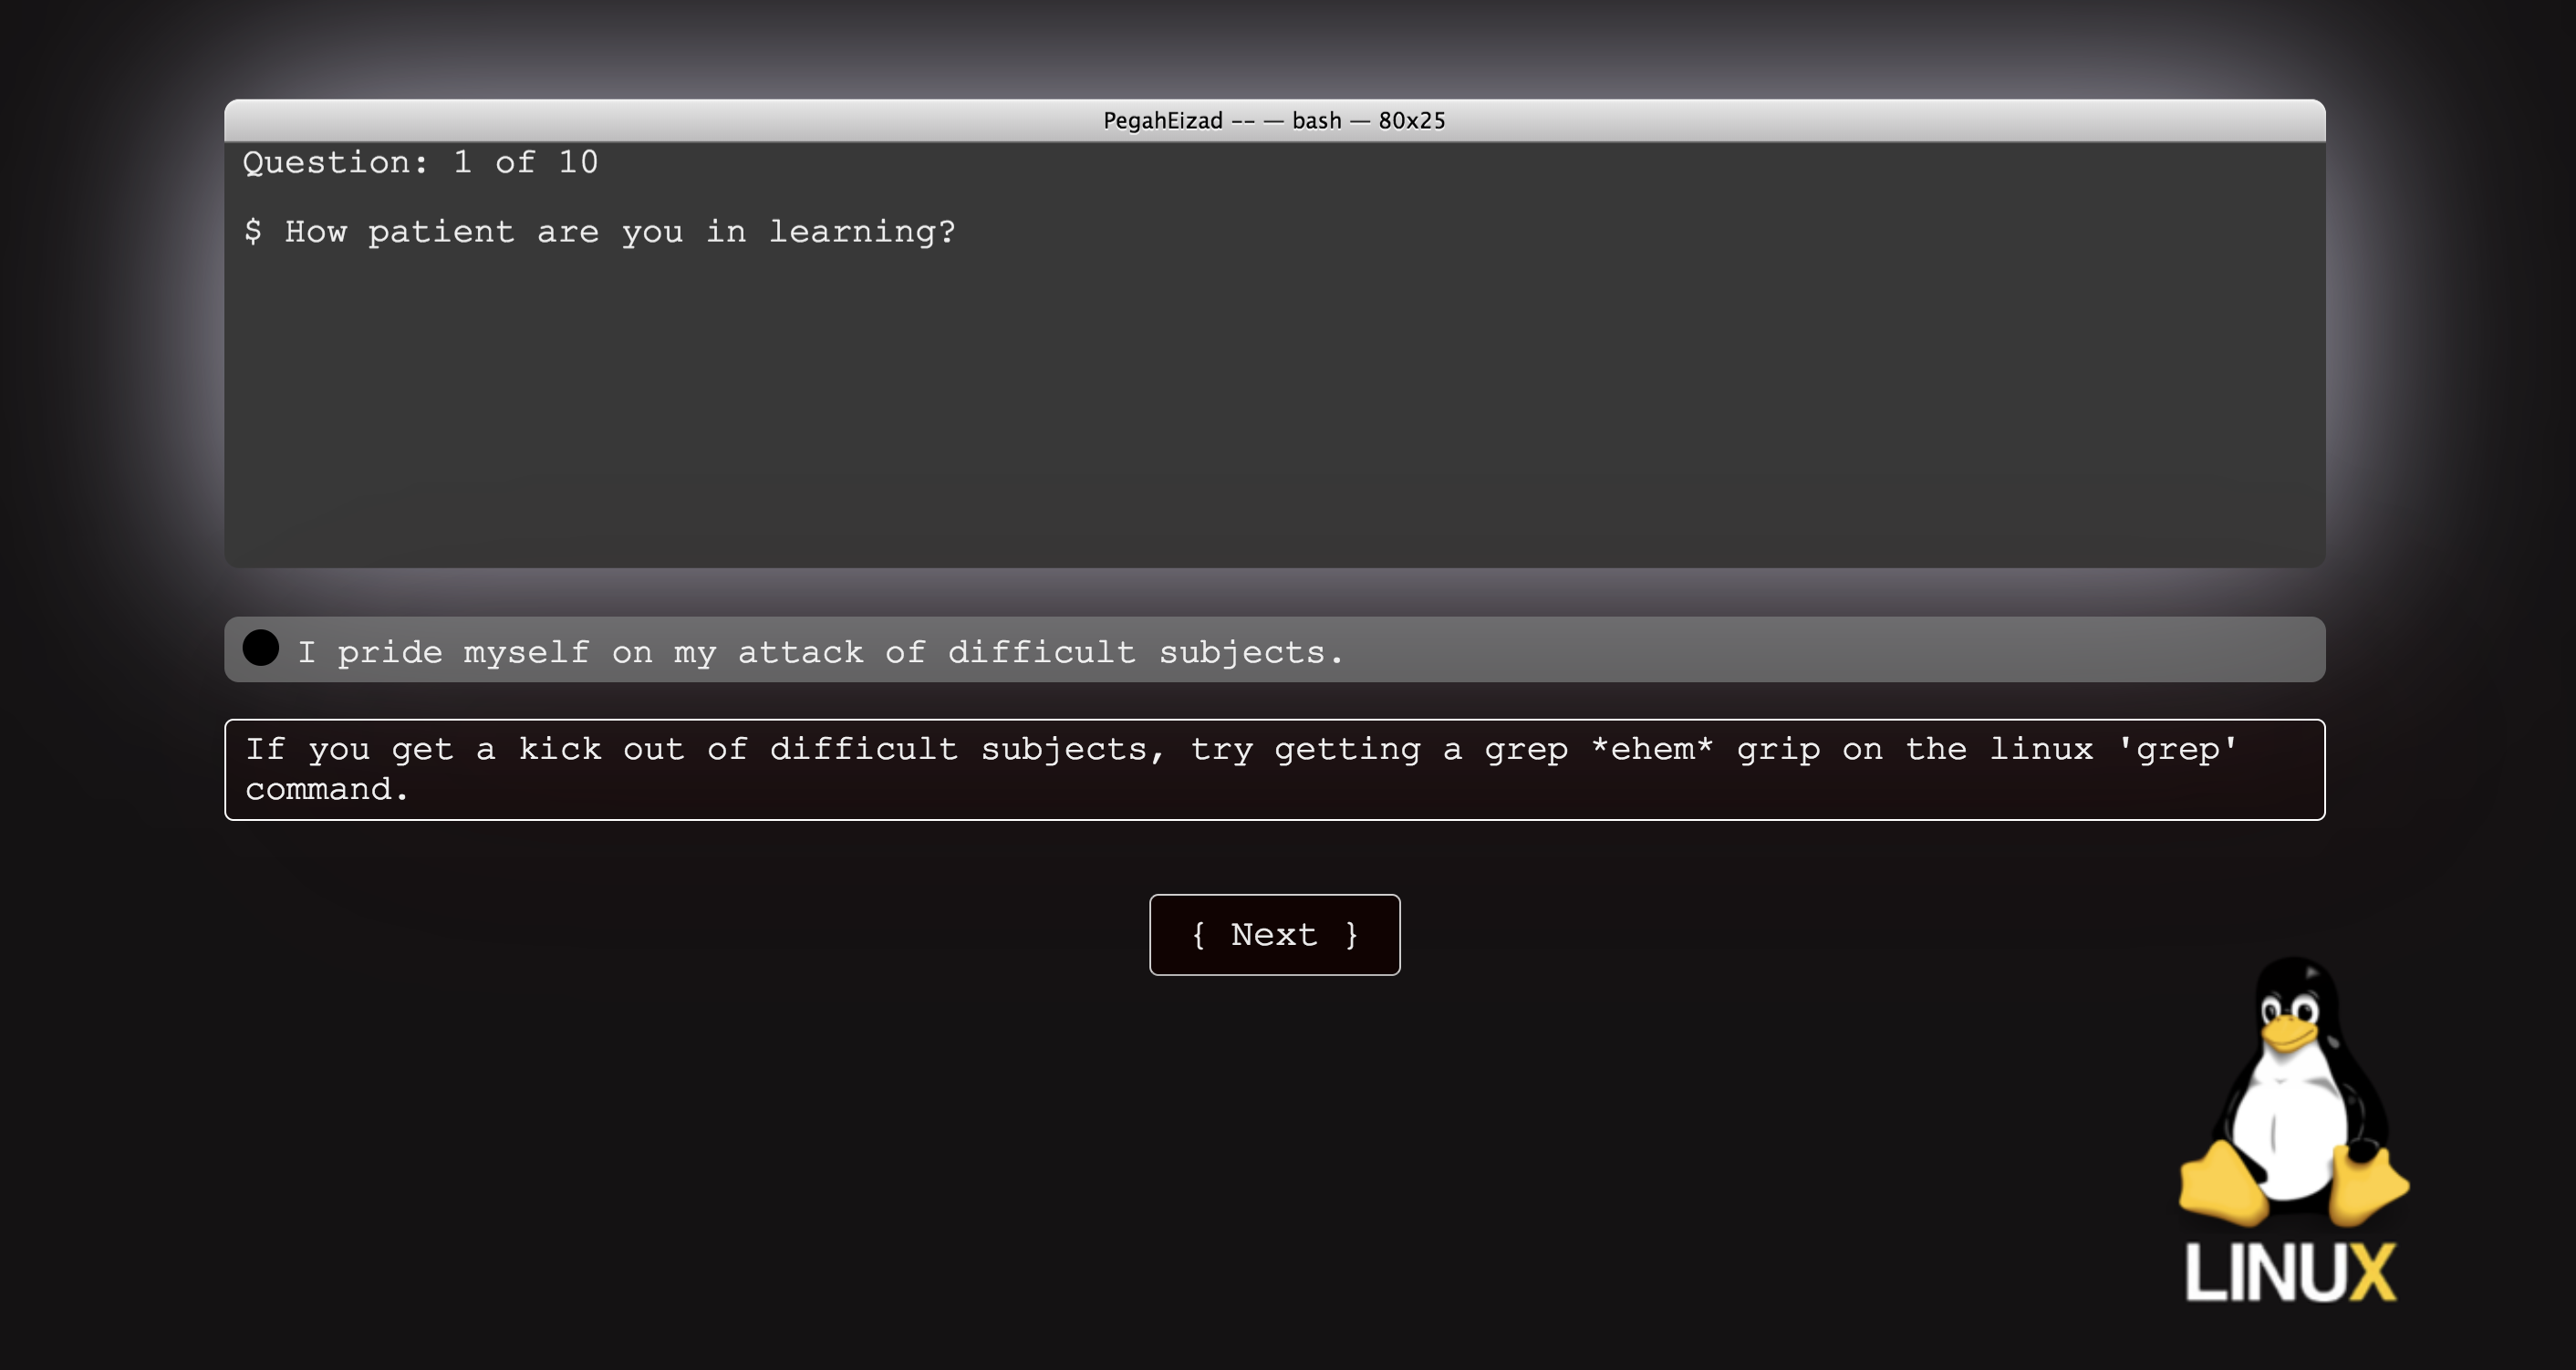 PegahEizad –– — bash — 80x25
Question: 1 of 10
$ How patient are you in learning?
I pride myself on my attack of difficult subjects.
If you get a kick out of difficult subjects, try getting a grep *ehem* grip on the linux 'grep'
command.
{ Next }
LINUX